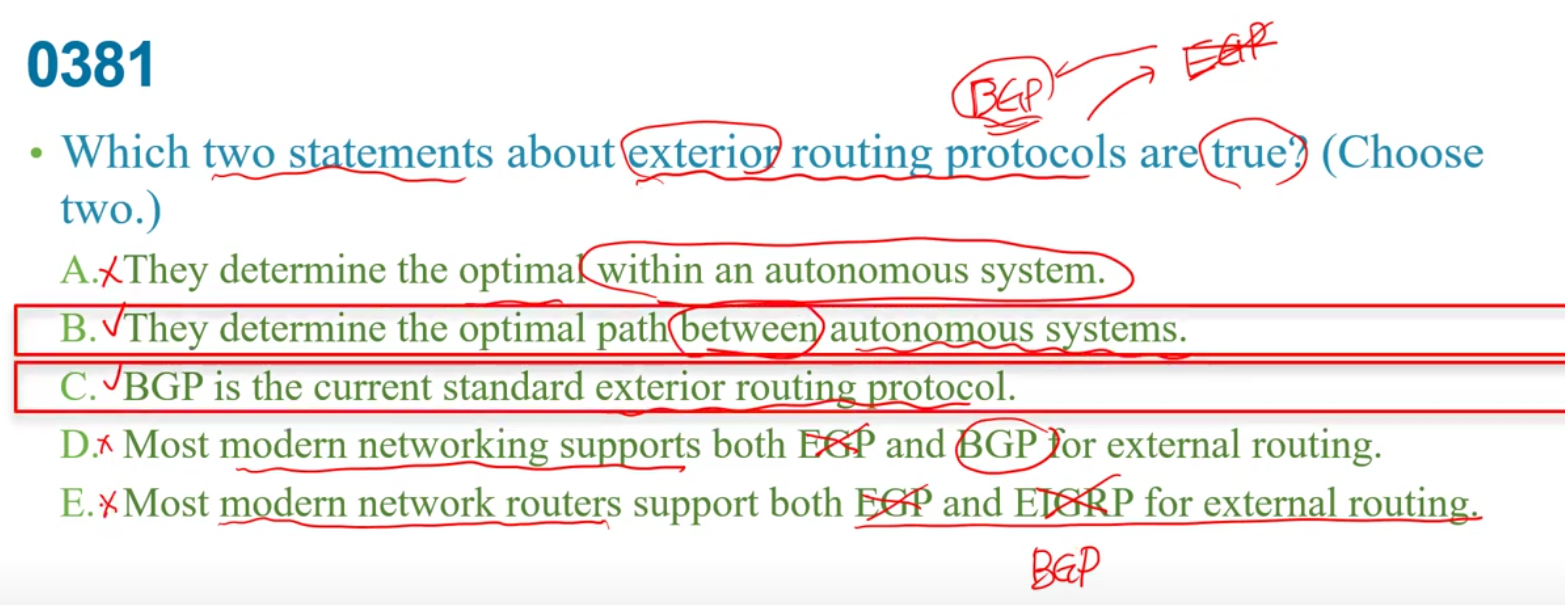 0381
BGP EGP
• Which two statements about exterior routing protocols are true? (Choose
two.)
A. They determine the optimal within an autonomous system.
B. They determine the optimal path between autonomous systems.
C. BGP is the current standard exterior routing protocol.
D. Most modern networking supports both EGP and BGP for external routing.
E. Most modern network routers support both EGP and EIGRP for external routing.
BGP